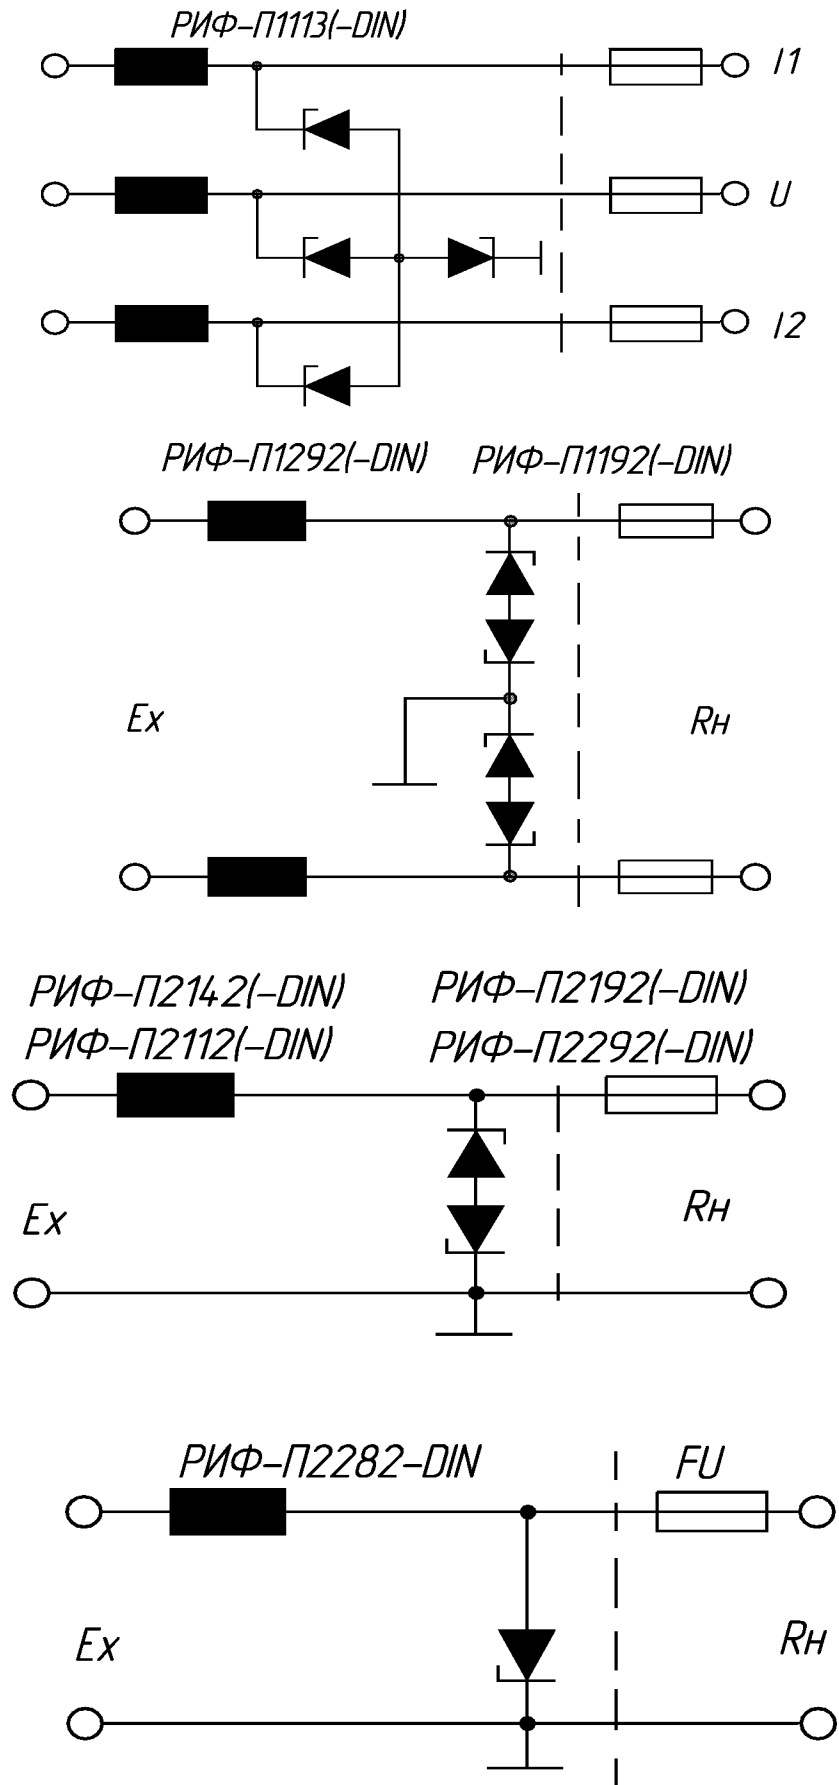 РИФ-П1113(-DIN)
I1
U
I2
РИФ-П1292(-DIN) РИФ-П1192(-DIN)
Ex Rн
РИФ-П2142(-DIN) РИФ-П2192(-DIN)
РИФ-П2112(-DIN) РИФ-П2292(-DIN)
Ex Rн
РИФ-П2282-DIN FU
Ex Rн